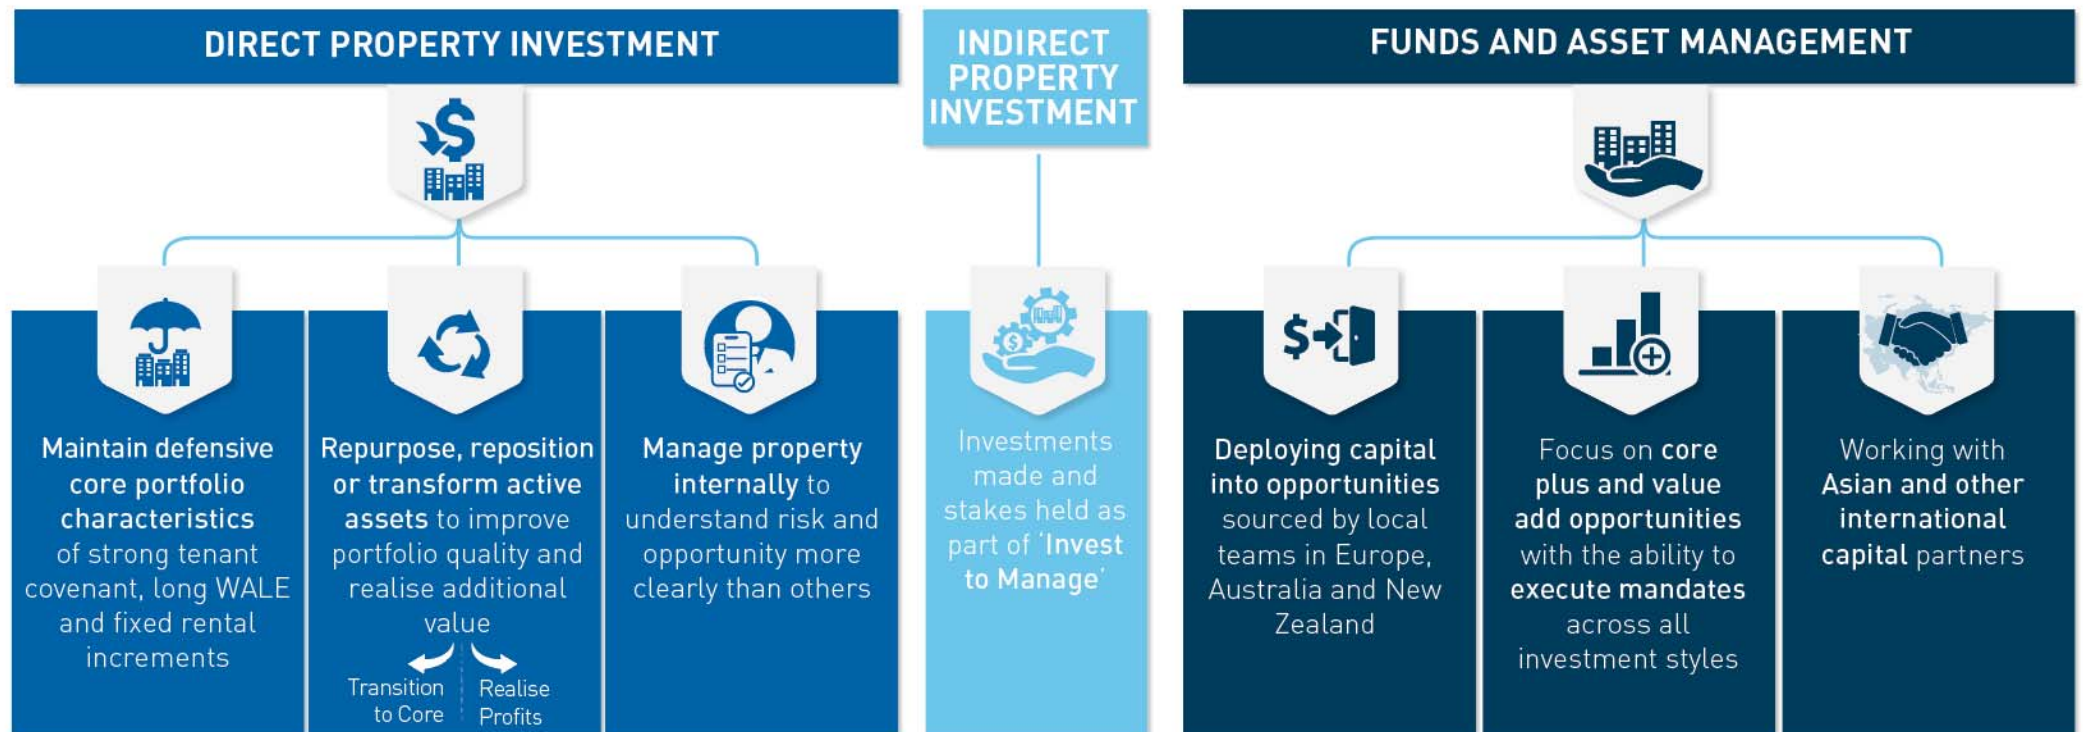 DIRECT PROPERTY INVESTMENT
Maintain defensive
core portfolio
characteristics
of strong tenant
covenant, long WALE
and fixed rental
increments
Repurpose, reposition
or transform active
assets to improve
portfolio quality and
realise additional
value
Transition
to Core
Realise
Profits
Manage property
internally to
understand risk and
opportunity more
clearly than others
INDIRECT
PROPERTY
INVESTMENT
Investments
made and
stakes held as
part of ‘Invest
to Manage’
FUNDS AND ASSET MANAGEMENT
Deploying capital
into opportunities
sourced by local
teams in Europe,
Australia and New
Zealand
Focus on core
plus and value
add opportunities
with the ability to
execute mandates
across all
investment styles
Working with
Asian and other
international
capital partners